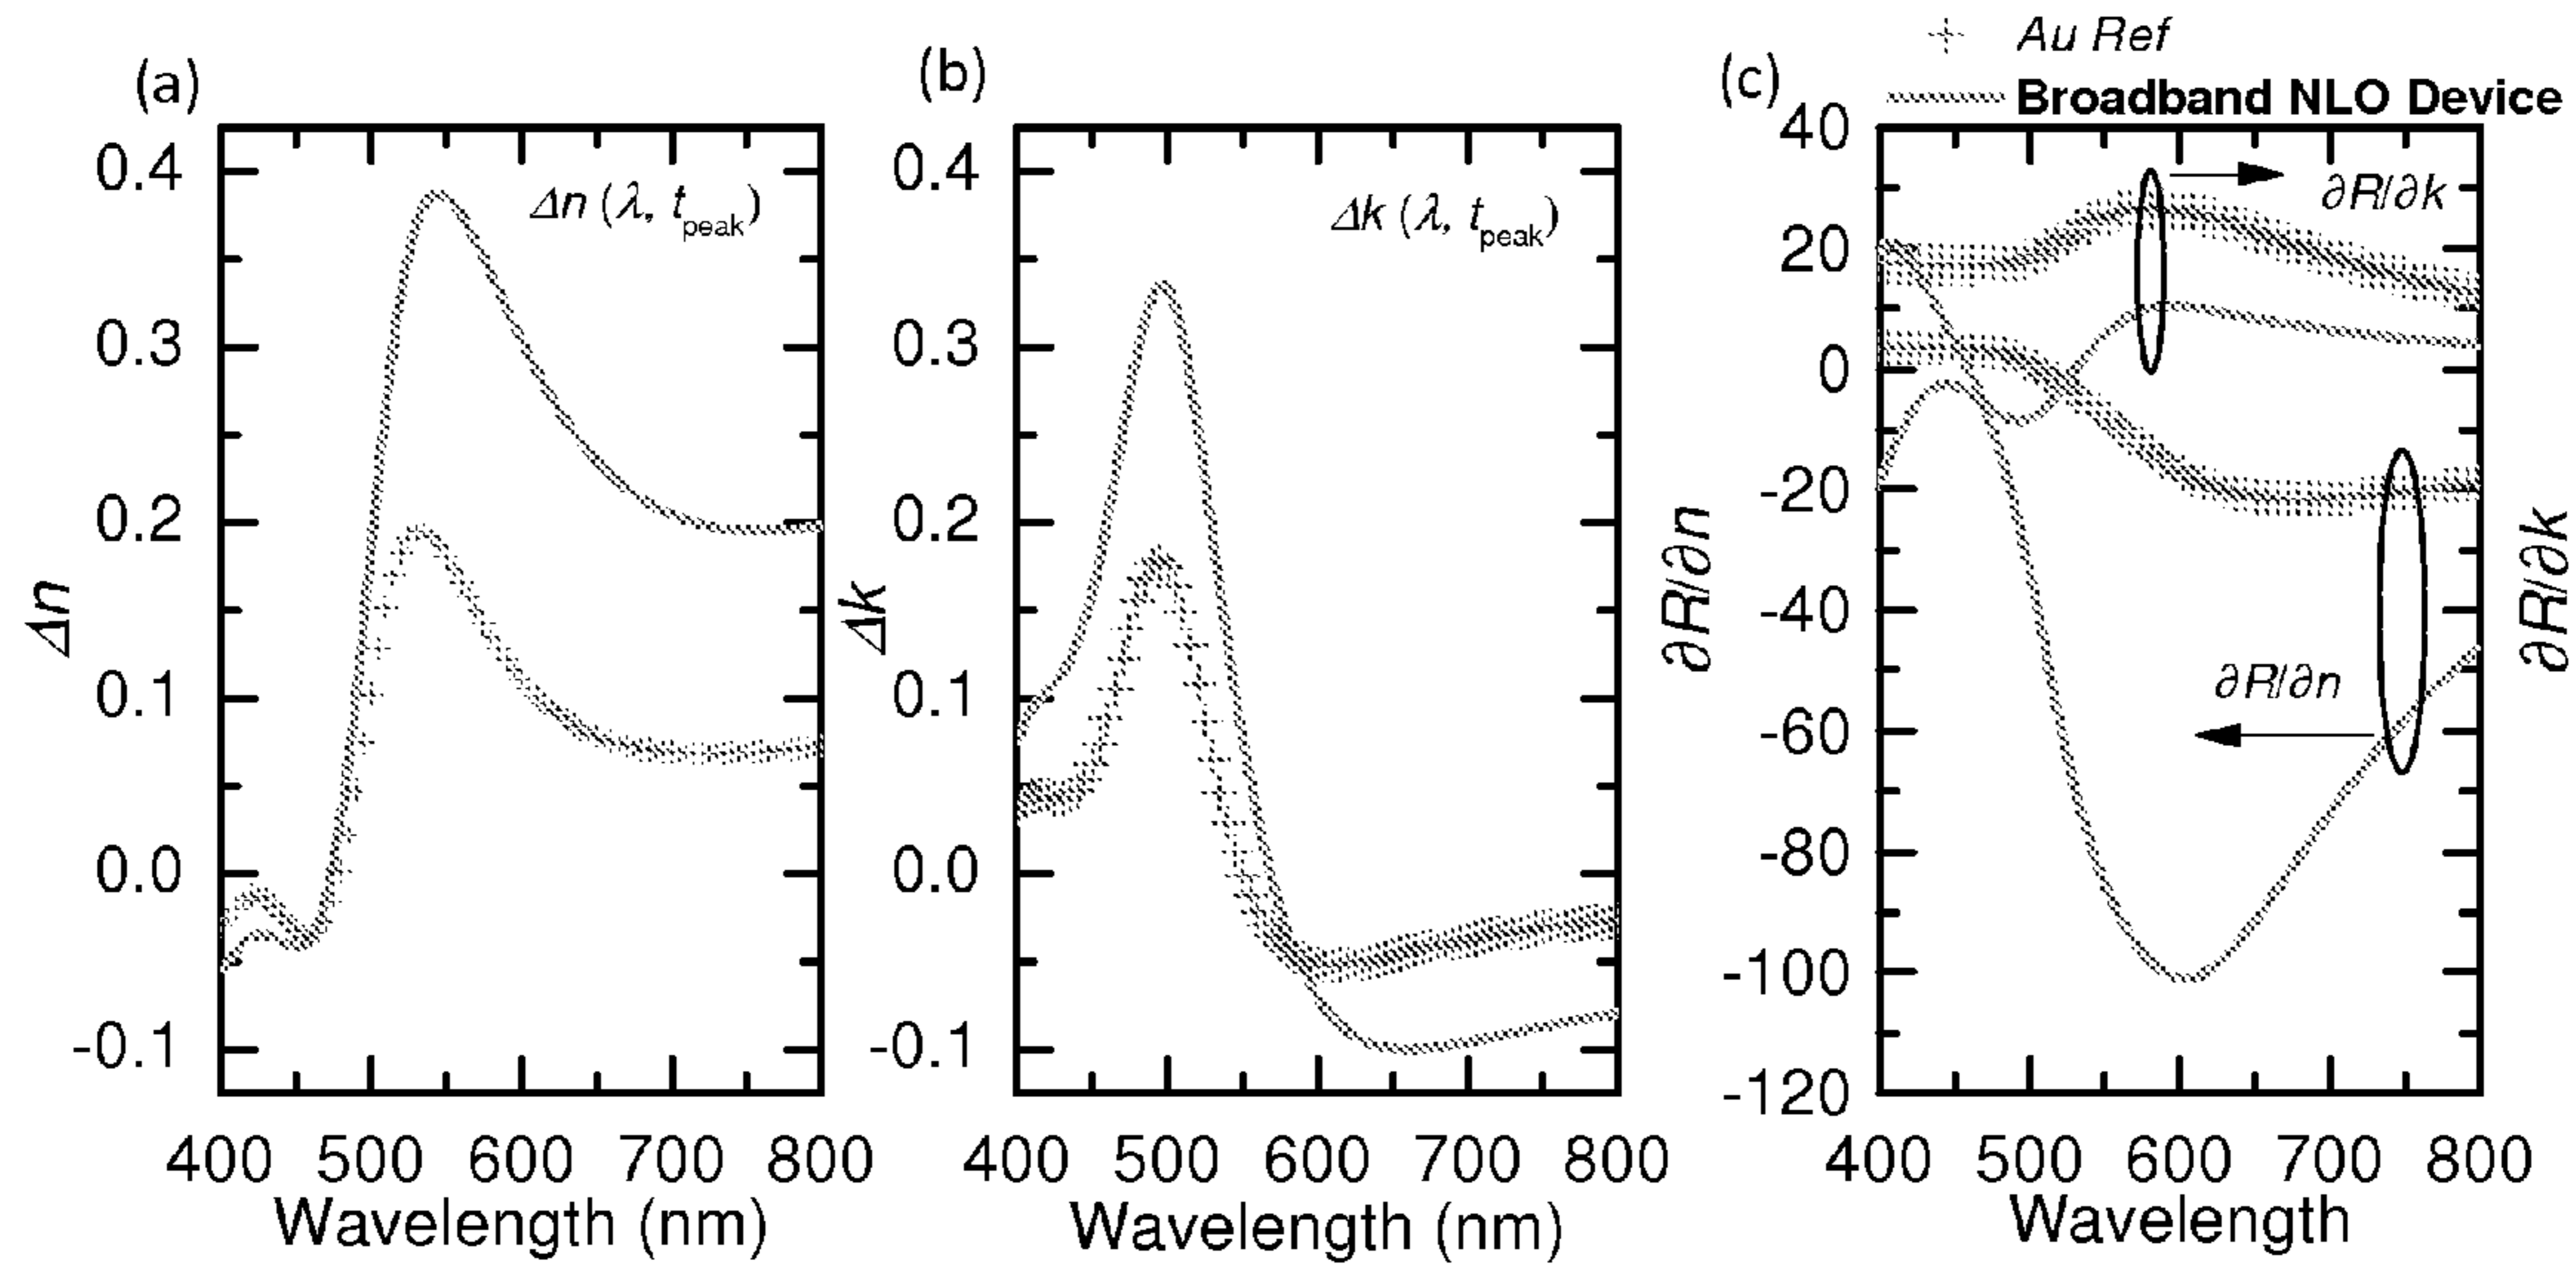 (a)
0.4
0.3
0.2
0.1
0.0
-0.1
Δn
Δn (λ, tpeak)
400 500 600 700 800
Wavelength (nm)
(b)
0.4
0.3
0.2
0.1
0.0
-0.1
Δk
Δk (λ, tpeak)
400 500 600 700 800
Wavelength (nm)
(c)
Au Ref
Broadband NLO Device
40
20
0
-20
-40
-60
-80
-100
-120
∂R/∂n
∂R/∂k
∂R/∂n
∂R/∂k
400 500 600 700 800
Wavelength